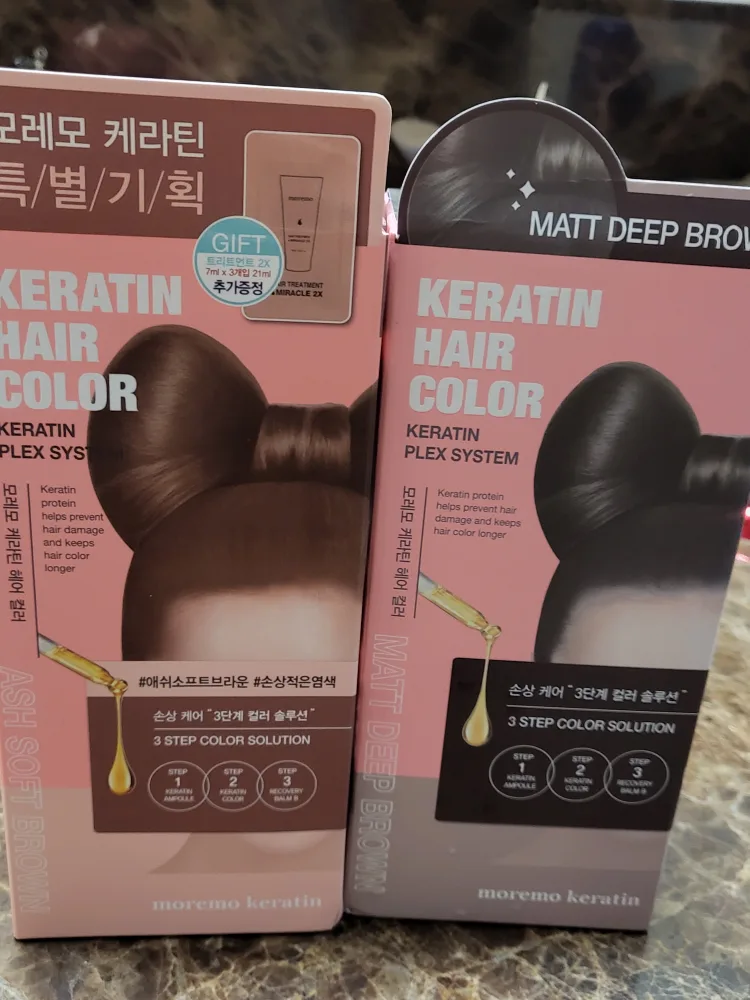 모레모 케라틴
특/별/기/획
GIFT
트리트먼트 2X
7ml x 3개입 21ml
추가증정
moremo
MIRACLE 2X
KERATIN
HAIR
COLOR
KERATIN
PLEX SYST
모레모 케라틴 헤어 컬러
Keratin
protein
helps prevent
hair damage
and keeps
hair color
longer
#애쉬소프트브라운 #손상적은염색
손상 케어 “3단계 컬러 솔루션”
3 STEP COLOR SOLUTION
STEP
1
KERATIN
AMPOULE
STEP
2
KERATIN
COLOR
STEP
3
RECOVERY
BALM 9
ASH SOFT BROWN
moremo keratin
MATT DEEP BROW
KERATIN
HAIR
COLOR
KERATIN
PLEX SYSTEM
모레모 케라틴 헤어 컬러
Keratin protein
helps prevent hair
damage and keeps
hair color longer
손상 케어 “3단계 컬러 솔루션”
3 STEP COLOR SOLUTION
STEP
1
KERATIN
AMPOULE
STEP
2
KERATIN
COLOR
STEP
3
RECOVERY
BALM 9
MATT DEEP BROWN
moremo keratin